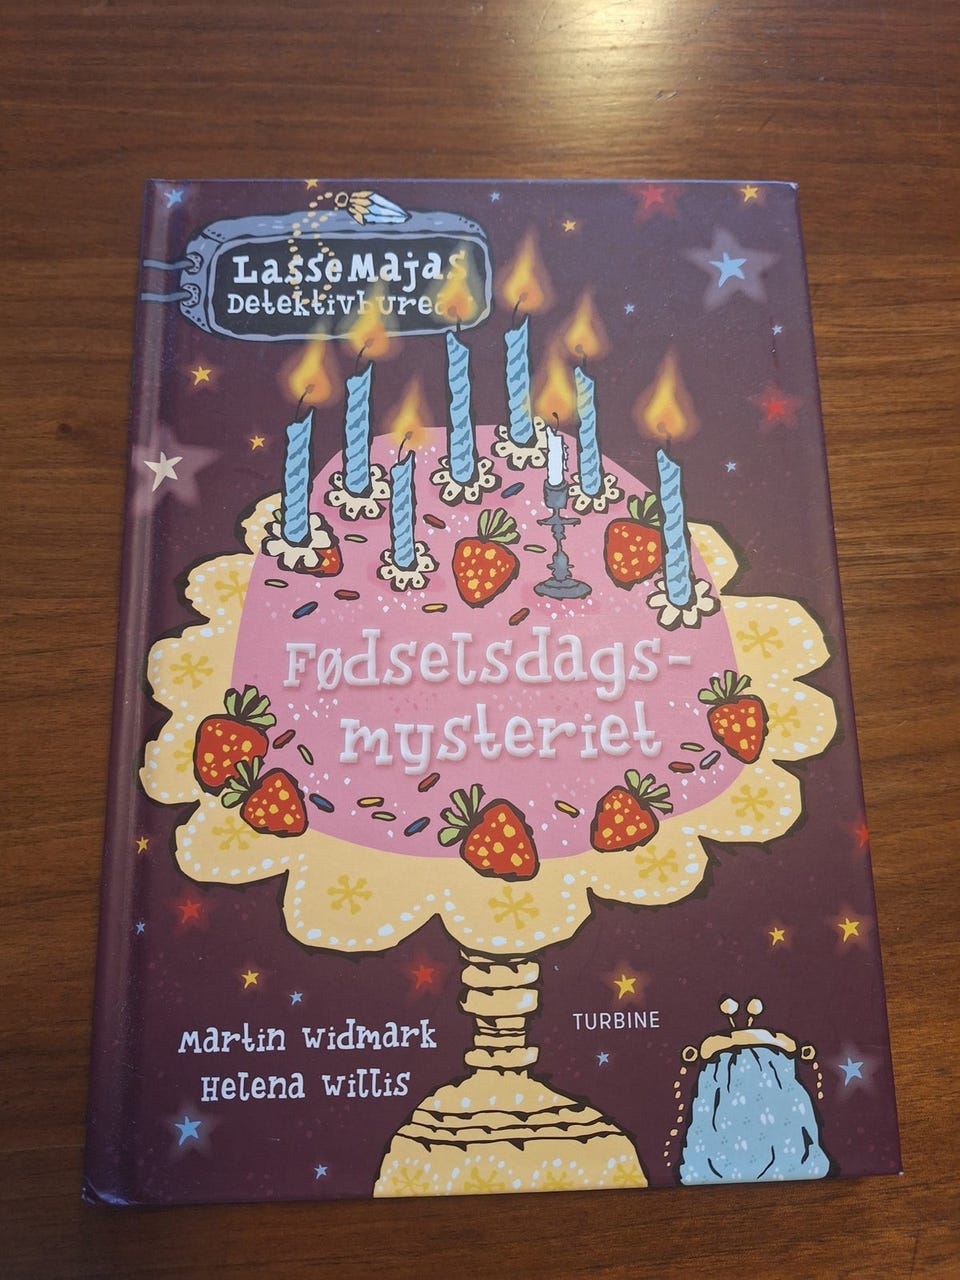 LasseMajas
Detektivbureau
Fødselsdags-
mysteriet
Martin Widmark
Helena Willis
TURBINE